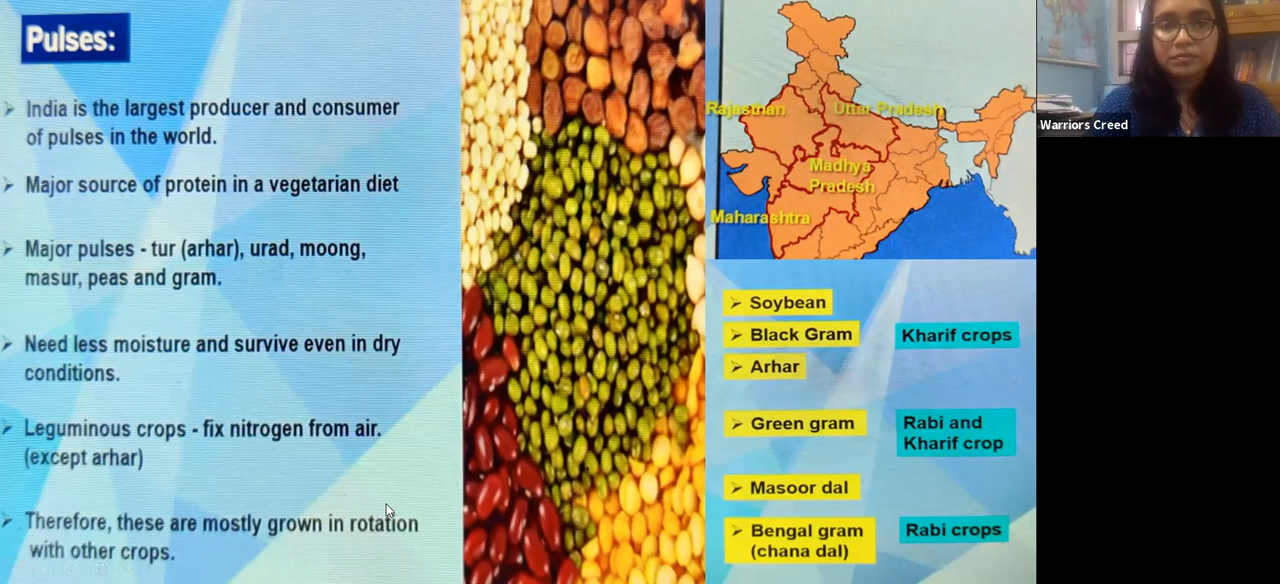 Pulses:
➢ India is the largest producer and consumer
of pulses in the world.
➢ Major source of protein in a vegetarian diet
➢ Major pulses - tur (arhar), urad, moong,
masur, peas and gram.
➢ Need less moisture and survive even in dry
conditions.
➢ Leguminous crops - fix nitrogen from air.
(except arhar)
➢ Therefore, these are mostly grown in rotation
with other crops.
Rajasthan
Uttar Pradesh
Madhya
Pradesh
Maharashtra
➢ Soybean
➢ Black Gram
Kharif crops
➢ Arhar
➢ Green gram
Rabi and
Kharif crop
➢ Masoor dal
➢ Bengal gram
(chana dal)
Rabi crops
Warriors Creed